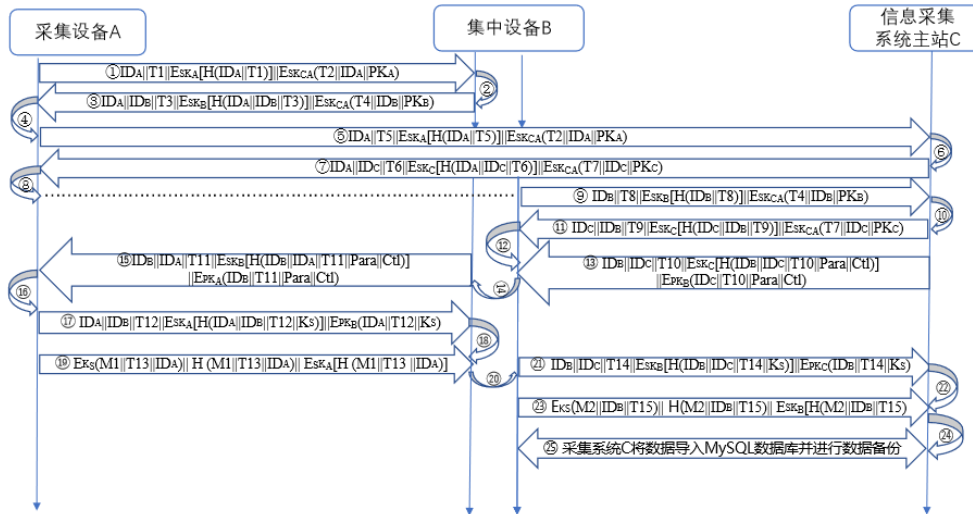 采集设备A
集中设备B
信息采集
系统主站C
①IDA||T1||ESKA[H(IDA||T1)]||ESKCA(T2||IDA||PKA)
②
③IDA||IDB||T3||ESKB[H(IDA||IDB||T3)]||ESKCA(T4||IDB||PKB)
④
⑤IDA||T5||ESKA[H(IDA||T5)]||ESKCA(T2||IDA||PKA)
⑥
⑦IDA||IDC||T6||ESKC[H(IDA||IDC||T6)]||ESKCA(T7||IDC||PKC)
⑧
⑨ IDB||T8||ESKB[H(IDB||T8)]||ESKCA(T4||IDB||PKB)
⑩
⑪ IDC||IDB||T9||ESKC[H(IDC||IDB||T9)]||ESKCA(T7||IDC||PKC)
⑫
⑬ IDB||IDC||T10||ESKC[H(IDB||IDC||T10||Para||Ctl)]
||EPKB(IDC||T10||Para||Ctl)
⑭
⑮IDB||IDA||T11||ESKB[H(IDB||IDA||T11||Para||Ctl)]
||EPKA(IDB||T11||Para||Ctl)
⑯
⑰ IDA||IDB||T12||ESKA[H(IDA||IDB||T12||KS)]||EPKB(IDA||T12||KS)
⑱
⑲ EKS(M1||T13||IDA)|| H (M1||T13||IDA)|| ESKA[H (M1||T13||IDA)]
⑳
㉑ IDB||IDC||T14||ESKB[H(IDB||IDC||T14||KS)]||EPKC(IDB||T14||KS)
㉒
㉓ EKS(M2||IDB||T15)|| H(M2||IDB||T15)|| ESKB[H(M2||IDB||T15)
㉔
㉕ 采集系统C将数据导入MySQL数据库并进行数据备份